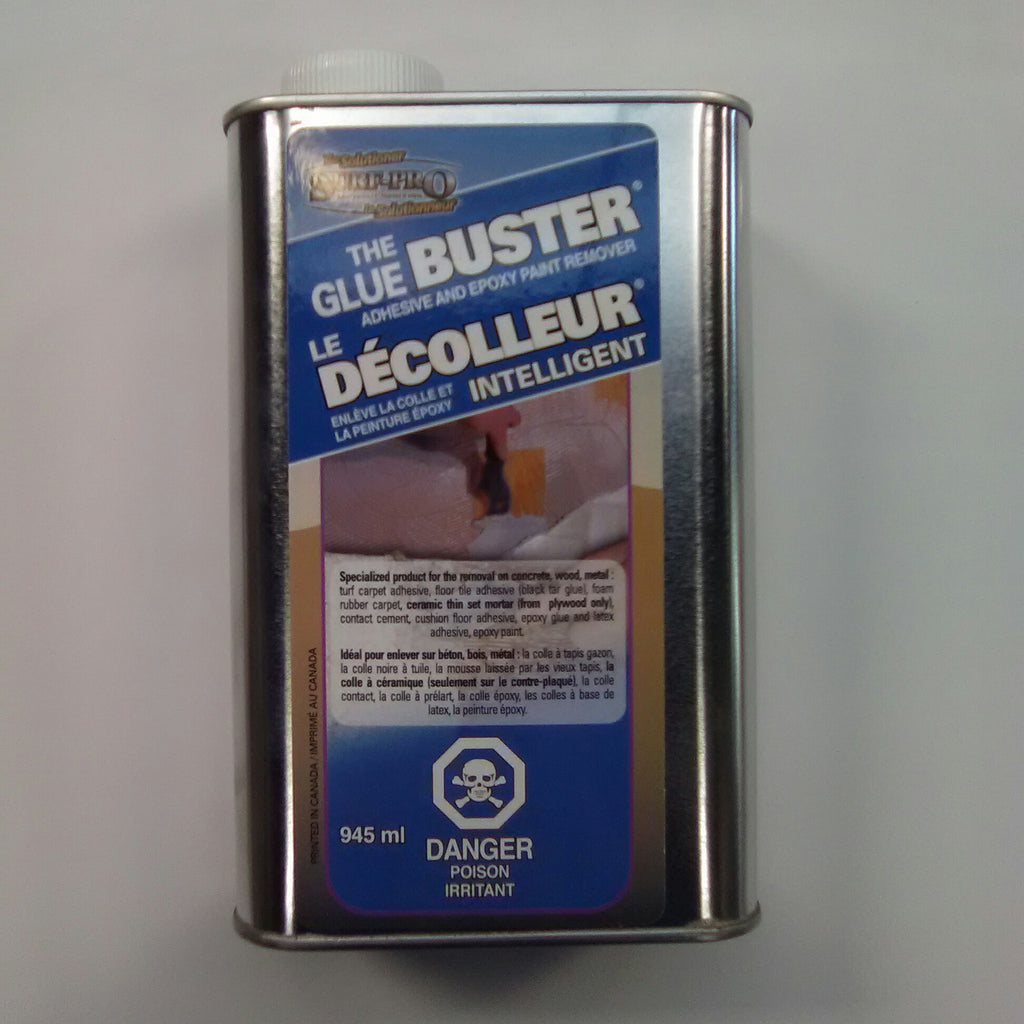 The Solutioner
SURF-PRO
le Solutionneur
THE
GLUE BUSTER®
ADHESIVE AND EPOXY PAINT REMOVER
LE
DÉCOLLEUR®
ENLÈVE LA COLLE ET
LA PEINTURE ÉPOXY
INTELLIGENT
Specialized product for the removal on concrete, wood, metal :
turf carpet adhesive, floor tile adhesive (black tar glue), foam
rubber carpet, ceramic thin set mortar (from plywood only),
contact cement, cushion floor adhesive, epoxy glue and latex
adhesive, epoxy paint.
Idéal pour enlever sur béton, bois, métal : la colle à tapis gazon,
la colle noire à tuile, la mousse laissée par les vieux tapis, la
colle à céramique (seulement sur le contre-plaqué), la colle
contact, la colle à prélart, la colle époxy, les colles à base de
latex, la peinture époxy.
PRINTED IN CANADA / IMPRIMÉ AU CANADA
945 ml
DANGER
POISON
IRRITANT